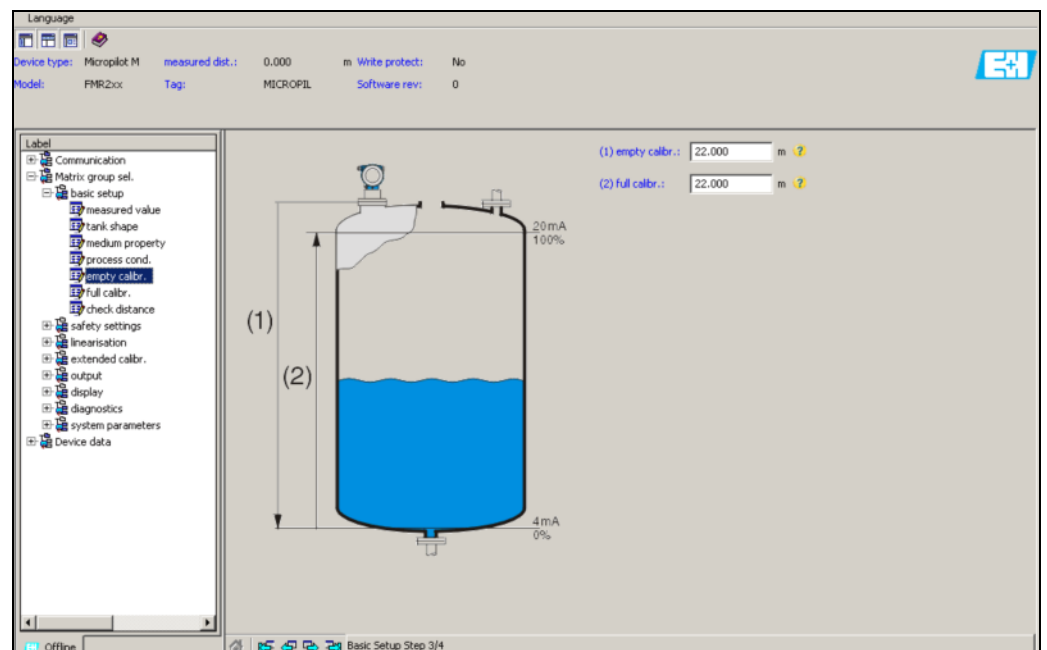 Language
Device type: Micropilot M measured dist.: 0.000 m Write protect: No
Model: FMR2xx Tag: MICROPIL Software rev: 0
E+H
Label
Communication
Matrix group sel.
basic setup
measured value
tank shape
medium property
process cond.
empty calibr.
full calibr.
check distance
safety settings
linearisation
extended calibr.
output
display
diagnostics
system parameters
Device data
Offline
(1) empty calibr.: 22.000 m ?
(2) full calibr.: 22.000 m ?
20mA
100%
(1)
(2)
4mA
0%
Basic Setup Step 3/4